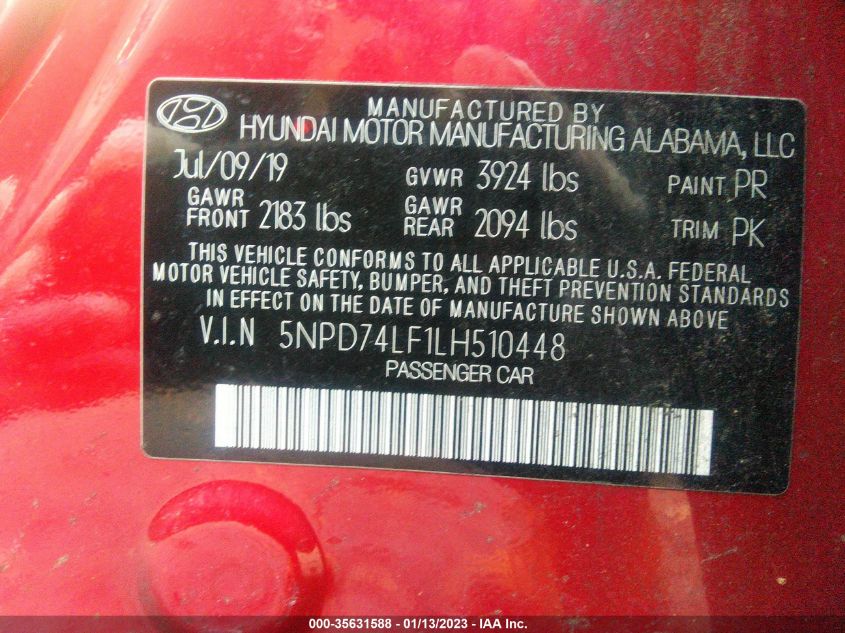 MANUFACTURED BY
HYUNDAI MOTOR MANUFACTURING ALABAMA, LLC
Jul/09/19 GVWR 3924 lbs PAINT PR
GAWR FRONT 2183 lbs GAWR REAR 2094 lbs TRIM PK
THIS VEHICLE CONFORMS TO ALL APPLICABLE U.S.A. FEDERAL
MOTOR VEHICLE SAFETY, BUMPER, AND THEFT PREVENTION STANDARDS
IN EFFECT ON THE DATE OF MANUFACTURE SHOWN ABOVE
V.I.N 5NPD74LF1LH510448
PASSENGER CAR
000-35631588 - 01/13/2023 - IAA Inc.